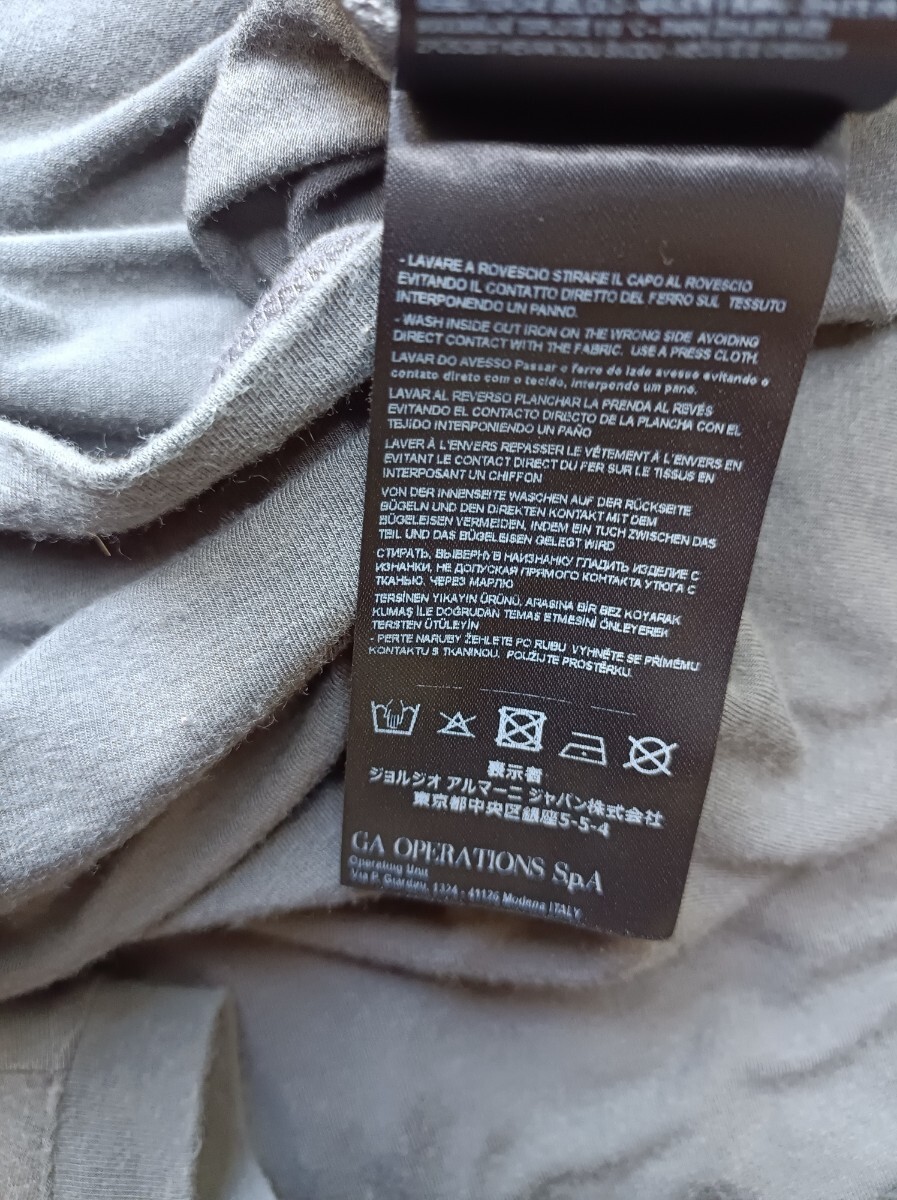 - LAVARE A ROVESCIO STIRARE IL CAPO AL ROVESCIO
EVITANDO IL CONTATTO DIRETTO DEL FERRO SUL TESSUTO
INTERPONENDO UN PANNO.
- WASH INSIDE OUT IRON ON THE WRONG SIDE AVOIDING
DIRECT CONTACT WITH THE FABRIC. USE A PRESS CLOTH.
LAVAR DO AVESSO Passar o ferro do lado avesso evitando o
contato direto com o tecido, interpondo um pano.
LAVAR AL REVERSO PLANCHAR LA PRENDA AL REVÉS
EVITANDO EL CONTACTO DIRECTO DE LA PLANCHA CON EL
TEJIDO INTERPONIENDO UN PAÑO
LAVER À L'ENVERS REPASSER LE VÊTEMENT À L'ENVERS EN
EVITANT LE CONTACT DIRECT DU FER SUR LE TISSUS EN
INTERPOSANT UN CHIFFON
VON DER INNENSEITE WASCHEN AUF DER RÜCKSEITE
BÜGELN UND DEN DIREKTEN KONTAKT MIT DEM
BÜGELEISEN VERMEIDEN, INDEM EIN TUCH ZWISCHEN DAS
TEIL UND DAS BÜGELEISEN GELEGT WIRD
СТИРАТЬ, ВЫВЕРНУВ НАИЗНАНКУ ГЛАДИТЬ ИЗДЕЛИЕ С
ИЗНАНКИ, НЕ ДОПУСКАЯ ПРЯМОГО КОНТАКТА УТЮГА С
ТКАНЬЮ. ЧЕРЕЗ МАРЛЮ
TERSİNEN YIKAYIN ÜRÜNÜ, ARASINA BİR BEZ KOYARAK
KUMAŞ İLE DOĞRUDAN TEMAS ETMESİNİ ÖNLEYEREK
TERSTEN ÜTÜLEYİN
- PERTE NARUBY ŽEHLETE PO RUBU VYHNĚTE SE PŘÍMÉMU
KONTAKTU S TKANINOU. POUŽIJTE PROSTĚRKU.
表示者
ジョルジオ アルマーニ ジャパン株式会社
東京都中央区銀座5-5-4
GA OPERATIONS SpA
Operating Unit
Via P. Giardini, 1324 - 41126 Modena ITALY